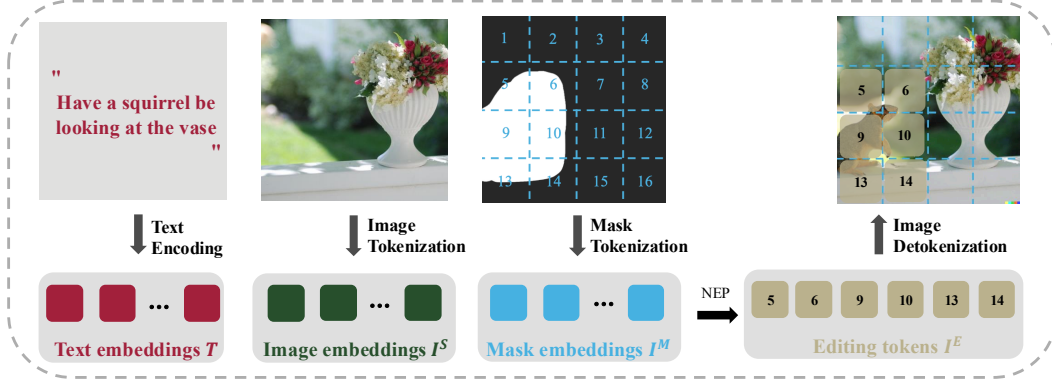 "
Have a squirrel be
looking at the vase
"
1 2 3 4
5 6 7 8
9 10 11 12
13 14 15 16
5 6
9 10
13 14
Text
Encoding
Image
Tokenization
Mask
Tokenization
Image
Detokenization
NEP
5 6 9 10 13 14
Text embeddings T
Image embeddings I^S
Mask embeddings I^M
Editing tokens I^E